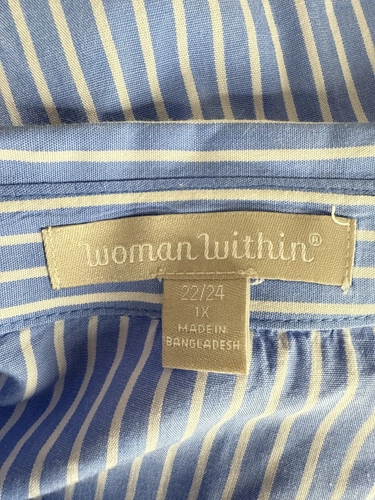 woman within®
22/24
1X
MADE IN
BANGLADESH